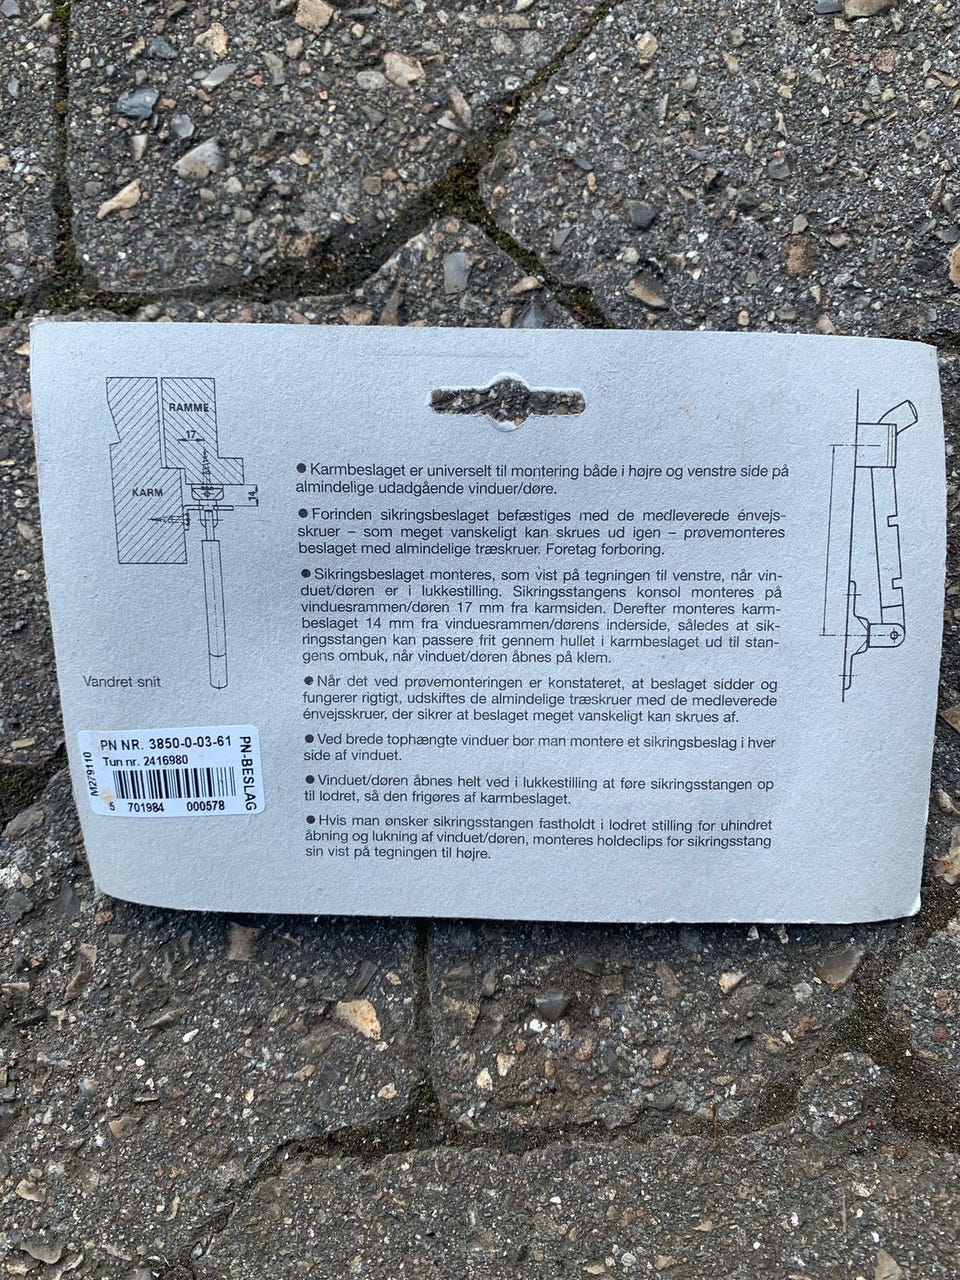 RAMME
17
KARM
14
Vandret snit
● Karmbeslaget er universelt til montering både i højre og venstre side på
almindelige udadgående vinduer/døre.
● Forinden sikringsbeslaget befæstiges med de medleverede énvejs-
skruer – som meget vanskeligt kan skrues ud igen – prøvemonteres
beslaget med almindelige træskruer. Foretag forboring.
● Sikringsbeslaget monteres, som vist på tegningen til venstre, når vin-
duet/døren er i lukkestilling. Sikringsstangens konsol monteres på
vinduesrammen/døren 17 mm fra karmsiden. Derefter monteres karm-
beslaget 14 mm fra vinduesrammen/dørens inderside, således at sik-
ringsstangen kan passere frit gennem hullet i karmbeslaget ud til stan-
gens ombuk, når vinduet/døren åbnes på klem.
● Når det ved prøvemonteringen er konstateret, at beslaget sidder og
fungerer rigtigt, udskiftes de almindelige træskruer med de medleverede
énvejsskruer, der sikrer at beslaget meget vanskeligt kan skrues af.
● Ved brede tophængte vinduer bør man montere et sikringsbeslag i hver
side af vinduet.
● Vinduet/døren åbnes helt ved i lukkestilling at føre sikringsstangen op
til lodret, så den frigøres af karmbeslaget.
● Hvis man ønsker sikringsstangen fastholdt i lodret stilling for uhindret
åbning og lukning af vinduet/døren, monteres holdeclips for sikringsstang
sin vist på tegningen til højre.
PN NR. 3850-0-03-61
Tun nr. 2416980
5 701984 000578
M279110
PN-BESLAG